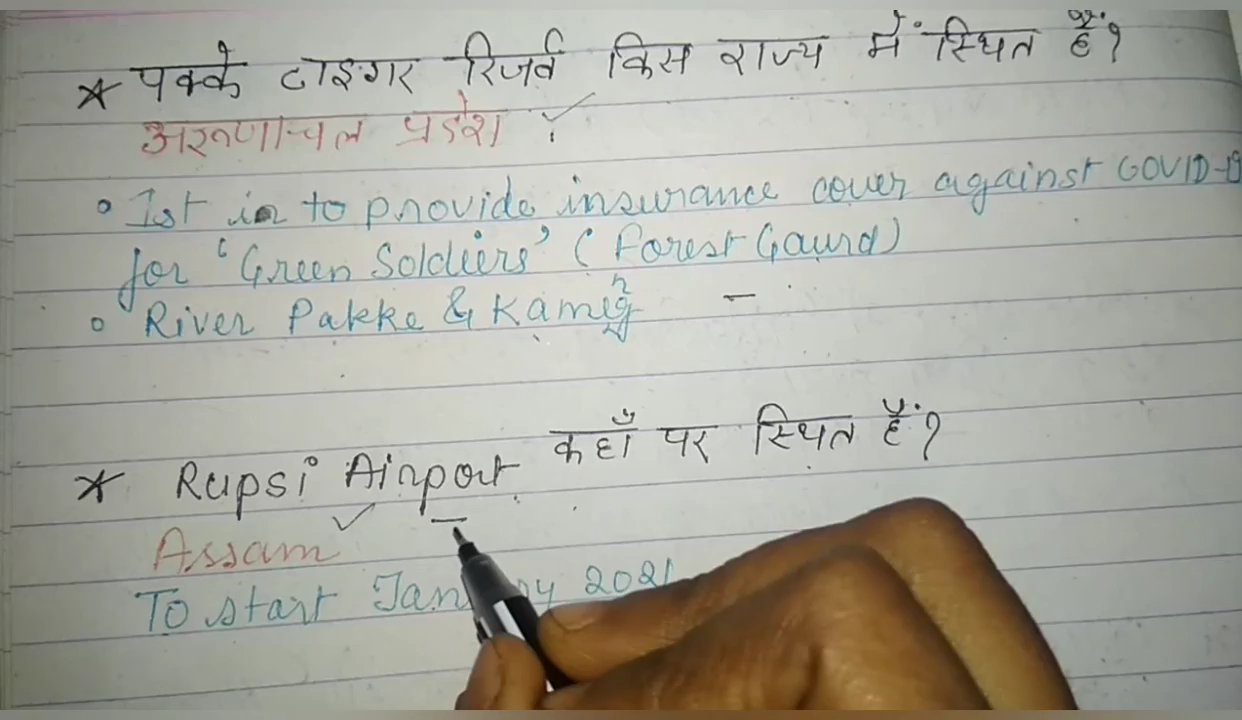 * पक्के टाइगर रिजर्व किस राज्य में स्थित हैं?
अरूणाचल प्रदेश ✓
• Ist in to provide insurance cover against COVID-19
for 'Green Soldiers' (Forest Gaurd)
• River Pakke & Kameng
* Rupsi Airport कहाँ पर स्थित हैं?
Assam ✓
To start 2021